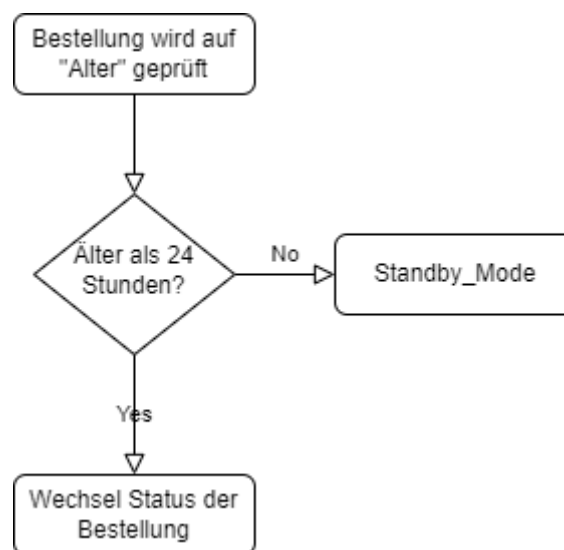 Bestellung wird auf
"Alter" geprüft
Älter als 24
Stunden?
No
Standby_Mode
Yes
Wechsel Status der
Bestellung